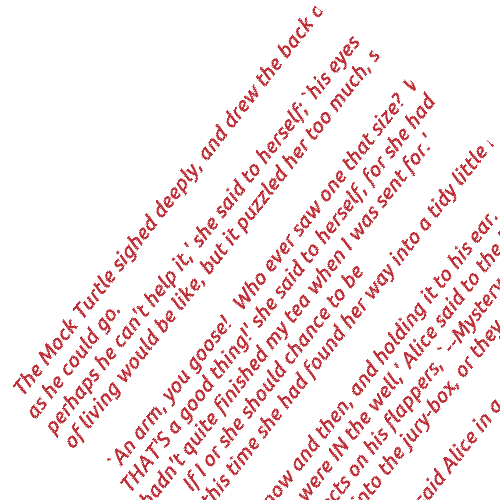 The Mock Turtle sighed deeply, and drew the back
as he could go.
perhaps he can't help it,' she said to herself; `his eyes
of living would be like, but it puzzled her too much,
`An arm, you goose!   Who ever saw one that size?
THAT'S a good thing!' she said to herself, for she had
hadn't quite finished my tea when I was sent for.'
If I or she should chance to be
this time she had found her way into a tidy little
now and then, and holding it to his ear
were IN the well,' Alice said to the
on his flappers, `--Mystery
the jury-box, or they
said Alice in a